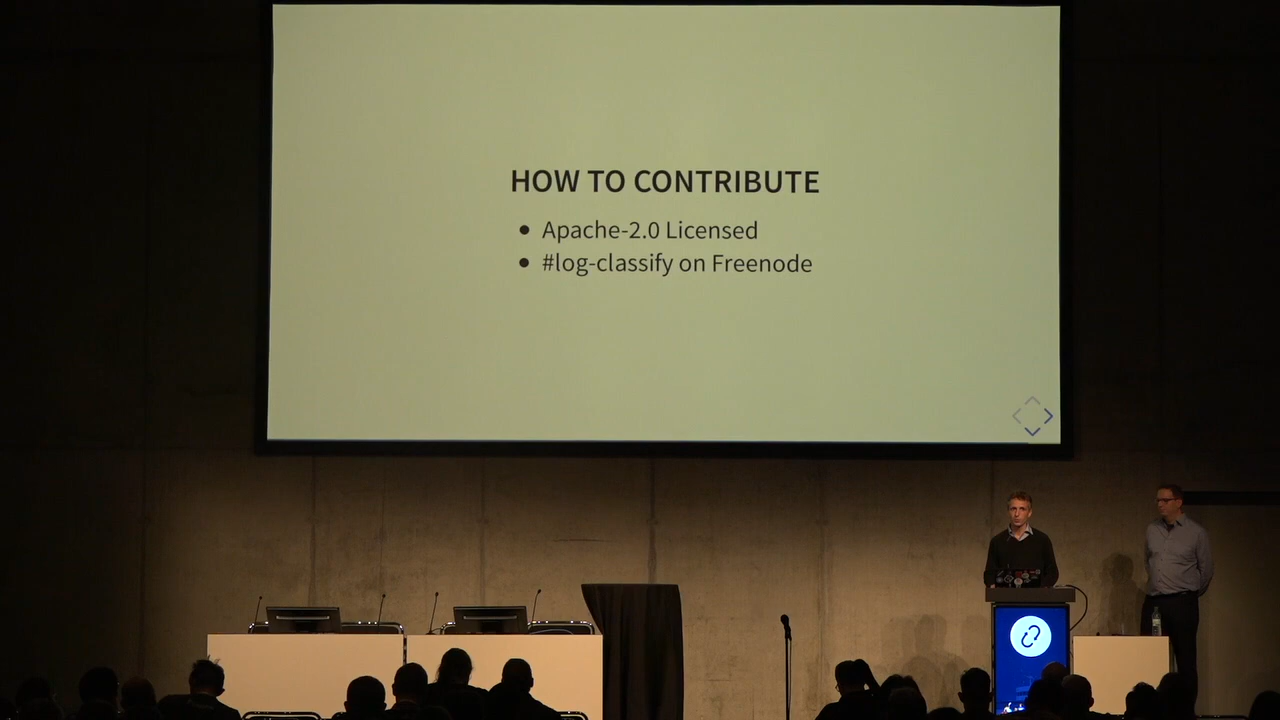 HOW TO CONTRIBUTE
Apache-2.0 Licensed
#log-classify on Freenode